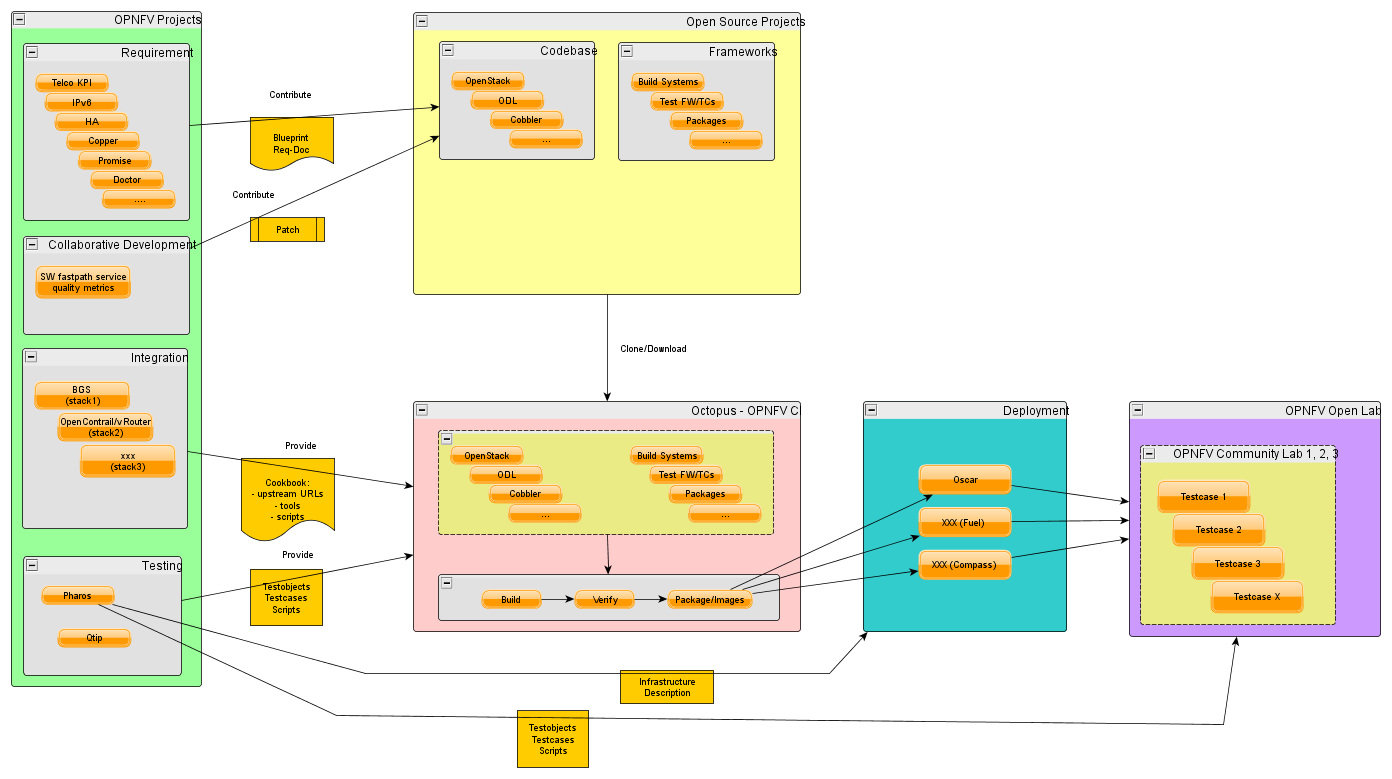 OPNFV Projects
Requirement
Telco KPI
IPv6
HA
Copper
Promise
Doctor
....
Collaborative Development
SW fastpath service
quality metrics
Integration
BGS
(stack1)
OpenContrail/vRouter
(stack2)
xxx
(stack3)
Testing
Pharos
Qtip
Contribute
Blueprint
Req-Doc
Contribute
Patch
Provide
Cookbook:
- upstream URLs
- tools
- scripts
Provide
Testobjects
Testcases
Scripts
Open Source Projects
Codebase
OpenStack
ODL
Cobbler
...
Frameworks
Build Systems
Test FW/TCs
Packages
...
Clone/Download
Octopus - OPNFV CI
OpenStack
ODL
Cobbler
...
Build Systems
Test FW/TCs
Packages
...
Build
Verify
Package/Images
Deployment
Oscar
XXX (Fuel)
XXX (Compass)
OPNFV Open Lab
OPNFV Community Lab 1, 2, 3
Testcase 1
Testcase 2
Testcase 3
Testcase X
Infrastructure
Description
Testobjects
Testcases
Scripts